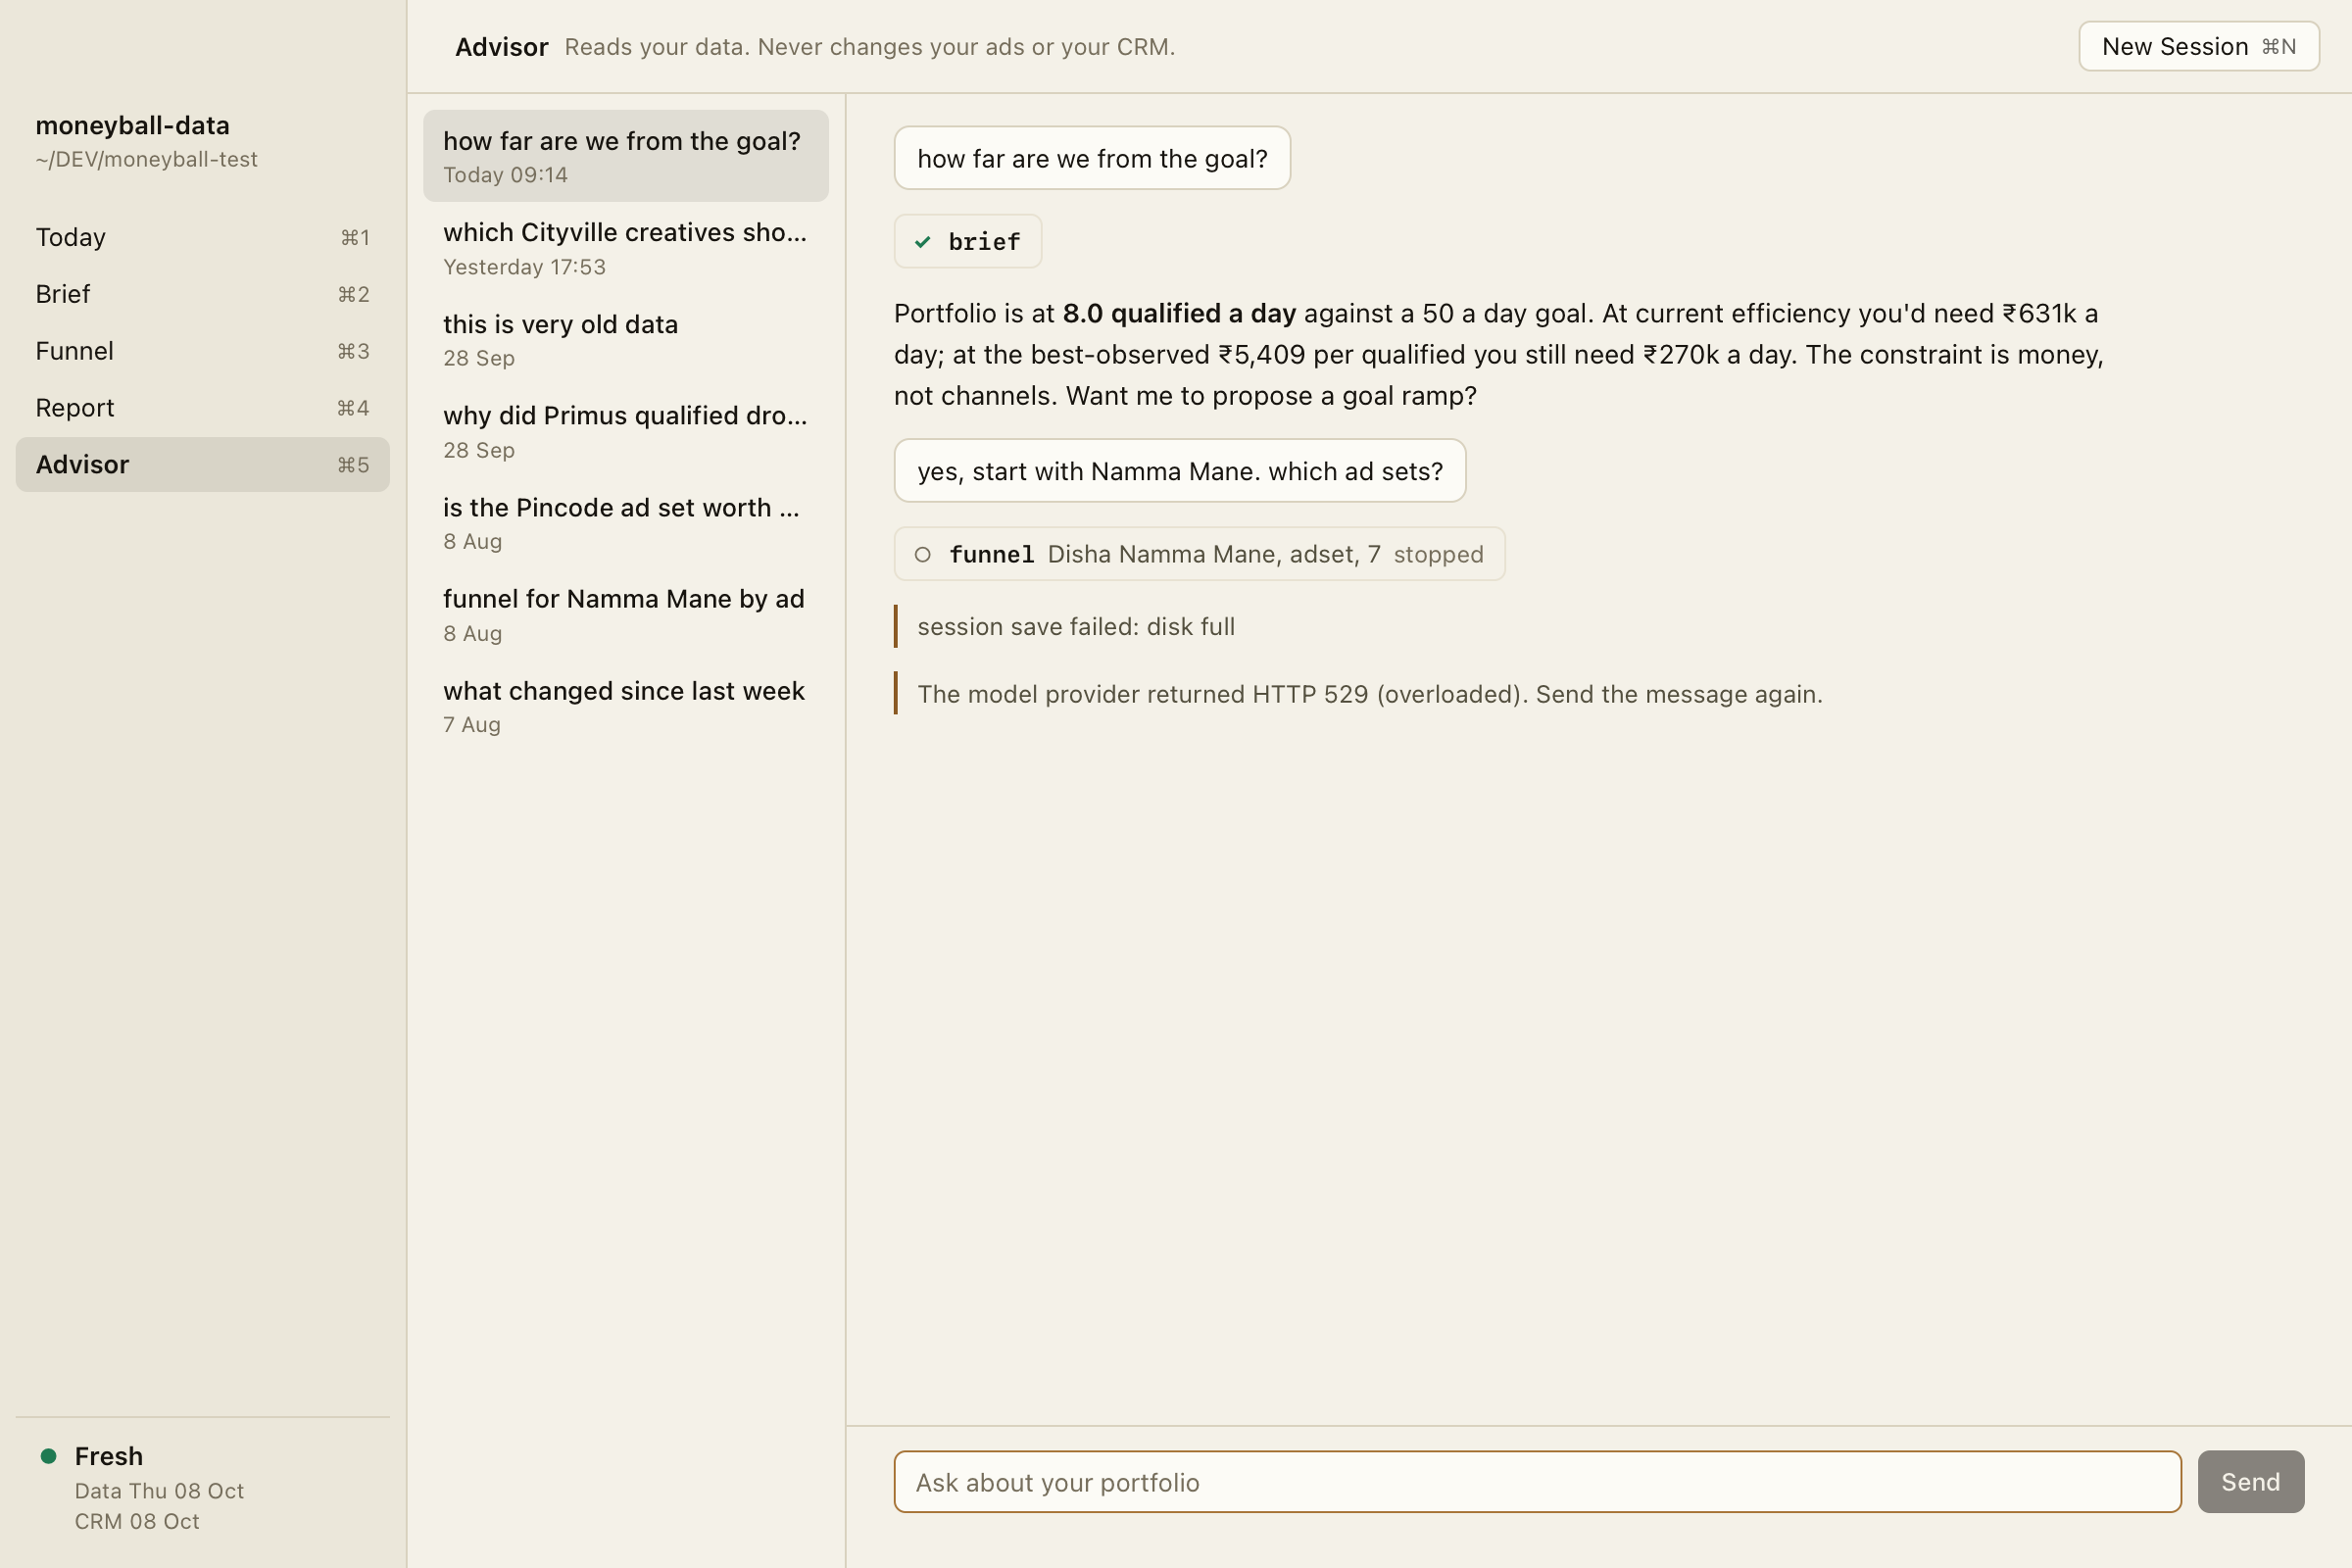 moneyball-data
~/DEV/moneyball-test
Today ⌘1
Brief ⌘2
Funnel ⌘3
Report ⌘4
Advisor ⌘5
Fresh
Data Thu 08 Oct
CRM 08 Oct
Advisor Reads your data. Never changes your ads or your CRM.
New Session ⌘N
how far are we from the goal?
Today 09:14
which Cityville creatives sho...
Yesterday 17:53
this is very old data
28 Sep
why did Primus qualified dro...
28 Sep
is the Pincode ad set worth ...
8 Aug
funnel for Namma Mane by ad
8 Aug
what changed since last week
7 Aug
how far are we from the goal?
✓ brief
Portfolio is at 8.0 qualified a day against a 50 a day goal. At current efficiency you'd need ₹631k a
day; at the best-observed ₹5,409 per qualified you still need ₹270k a day. The constraint is money,
not channels. Want me to propose a goal ramp?
yes, start with Namma Mane. which ad sets?
funnel Disha Namma Mane, adset, 7 stopped
session save failed: disk full
The model provider returned HTTP 529 (overloaded). Send the message again.
Ask about your portfolio
Send